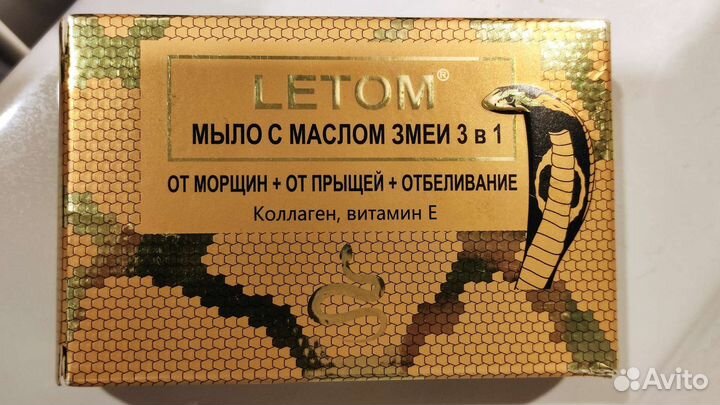 LETOM®
МЫЛО С МАСЛОМ ЗМЕИ 3 в 1
ОТ МОРЩИН + ОТ ПРЫЩЕЙ + ОТБЕЛИВАНИЕ
Коллаген, витамин Е
Avito